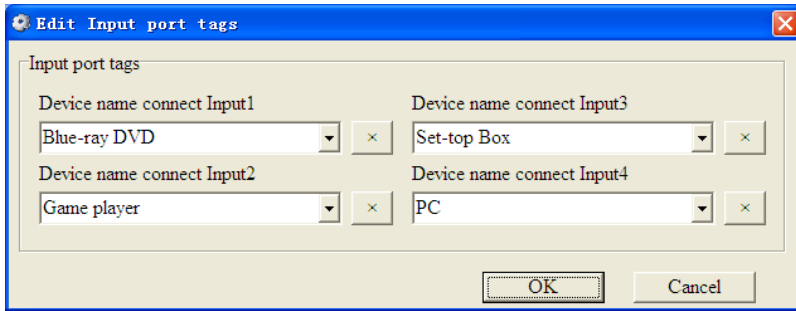 Edit Input port tags
Input port tags
Device name connect Input1
Device name connect Input3
Blue-ray DVD
×
Set-top Box
×
Device name connect Input2
Device name connect Input4
Game player
×
PC
×
OK
Cancel